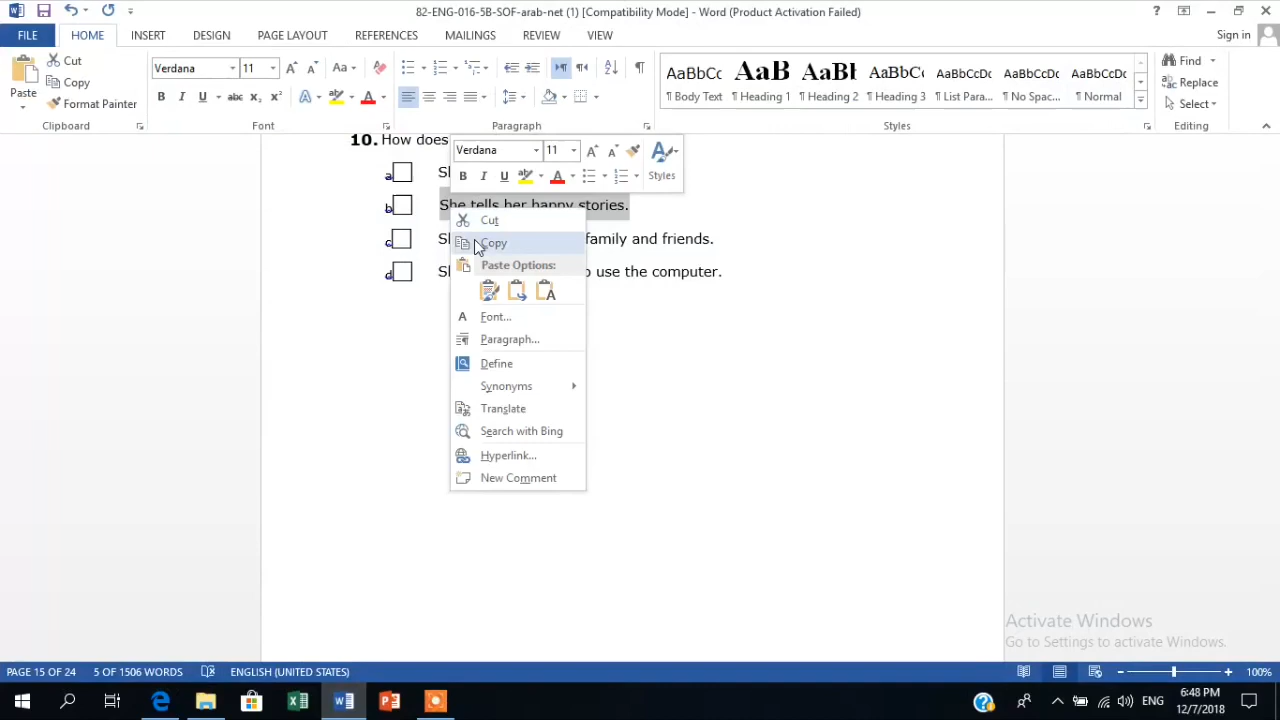 82-ENG-016-5B-SOF-arab-net (1) [Compatibility Mode] - Word (Product Activation Failed)
FILE HOME INSERT DESIGN PAGE LAYOUT REFERENCES MAILINGS REVIEW VIEW Sign in
Paste
Cut
Copy
Format Painter
Clipboard
Verdana 11
Font
Paragraph
AaBbCc AaB AaBb AaBbCc AaBbCcDc AaBbCcDc AaBbCcDc
¶ Body Text ¶ Heading 1 ¶ Heading 2 ¶ Heading 3 ¶ List Para... ¶ No Spac... ¶ Normal
Styles
Find
Replace
Select
Editing
10. How does
a
b She tells her happy stories.
c family and friends.
d use the computer.
Verdana 11
B I U A Styles
Cut
Copy
Paste Options:
Font...
Paragraph...
Define
Synonyms
Translate
Search with Bing
Hyperlink...
New Comment
Activate Windows
Go to Settings to activate Windows.
PAGE 15 OF 24 5 OF 1506 WORDS ENGLISH (UNITED STATES) 100%
ENG 6:48 PM
12/7/2018